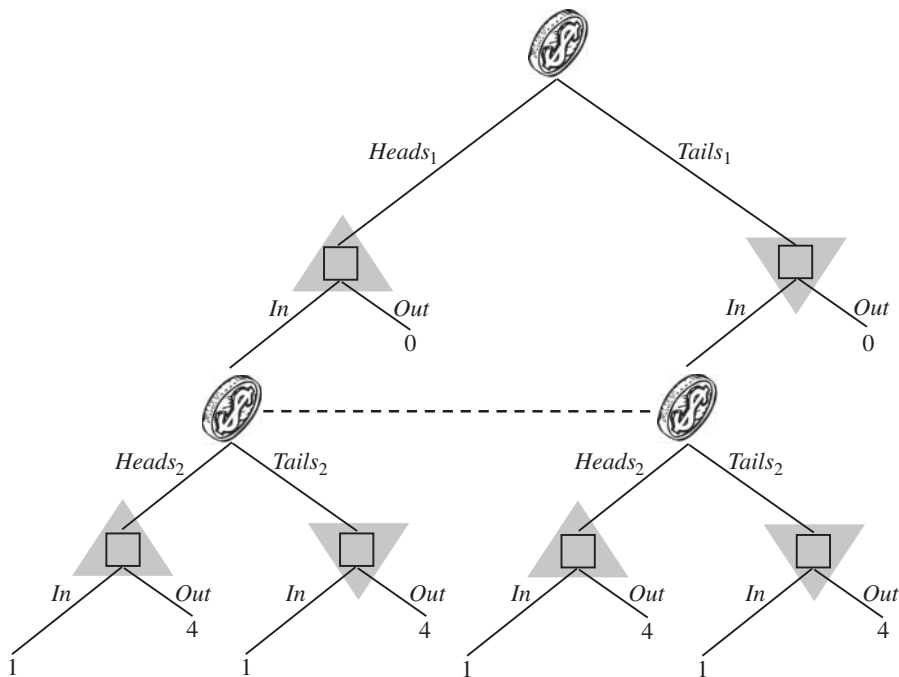 Heads₁ Tails₁
In Out In Out
0 0
Heads₂ Tails₂ Heads₂ Tails₂
In Out In Out In Out In Out
4 4 4 4
1 1 1 1